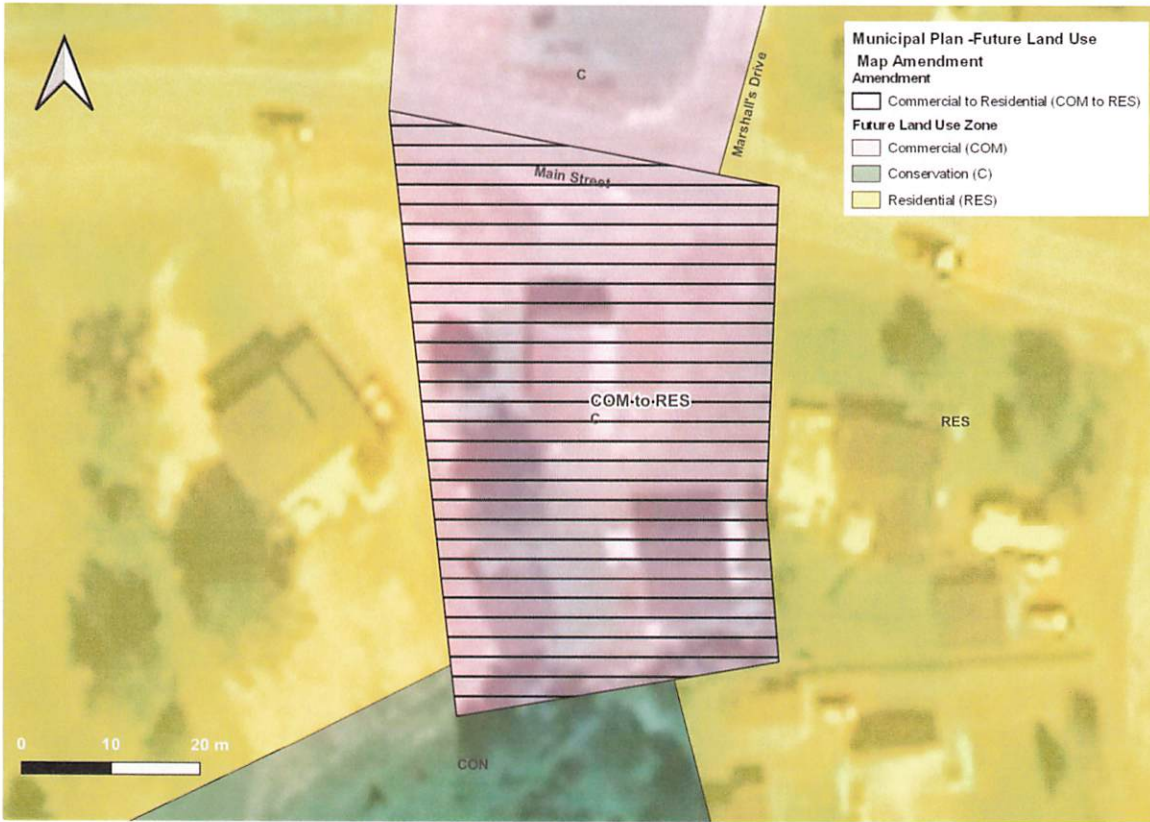 Municipal Plan -Future Land Use
Map Amendment
Amendment
Commercial to Residential (COM to RES)
Future Land Use Zone
Commercial (COM)
Conservation (C)
Residential (RES)
C
Marshall's Drive
Main Street
COM-to-RES
C
RES
CON
0 10 20 m